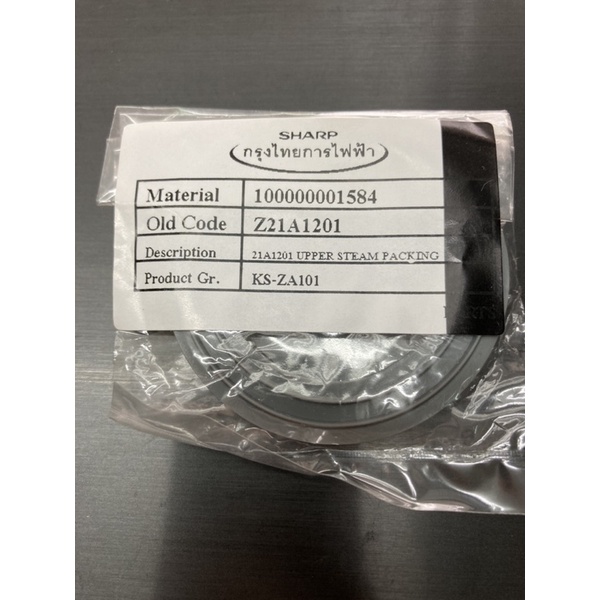 SHARP
กรุงไทยการไฟฟ้า
Material 100000001584
Old Code Z21A1201
Description 21A1201 UPPER STEAM PACKING
Product Gr. KS-ZA101